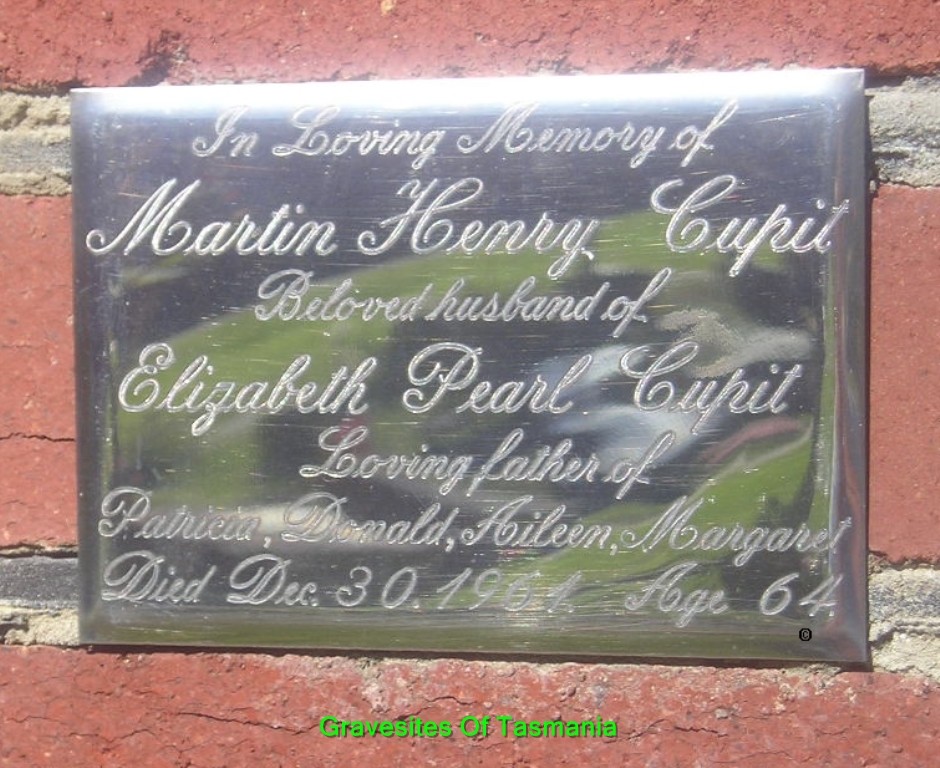 In Loving Memory of
Martin Henry Cupit
Beloved husband of
Elizabeth Pearl Cupit
Loving father of
Patricia, Donald, Aileen, Margaret
Died Dec. 30. 1961. Age 64
©
Gravesites Of Tasmania